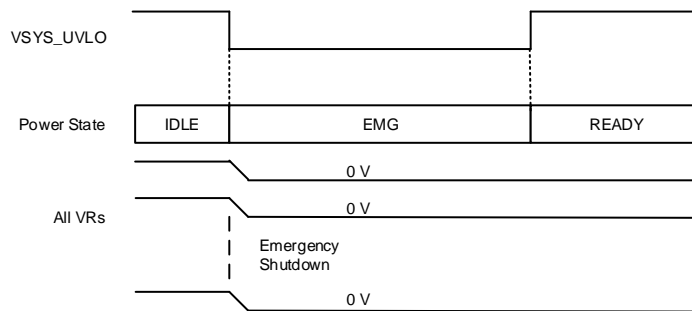 VSYS_UVLO
Power State
IDLE
EMG
READY
0 V
All VRs
0 V
Emergency
Shutdown
0 V